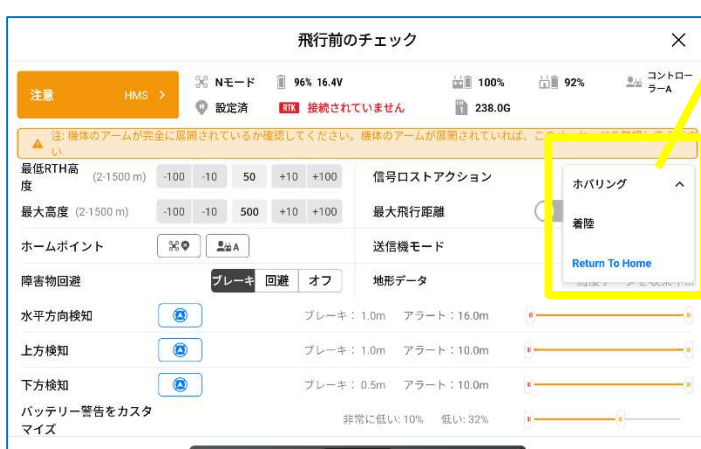 飛行前のチェック
注意 HMS
Nモード 96% 16.4V 100% 92% コントロー
ラーA
設定済 RTK 接続されていません 238.0G
注: 機体のアームが完全に展開されているか確認してください。機体のアームが展開されていれば、
い
最低RTH高
度 (2-1500 m) -100 -10 50 +10 +100
信号ロストアクション
ホバリング
最大高度 (2-1500 m) -100 -10 500 +10 +100
最大飛行距離
着陸
ホームポイント A
送信機モード
Return To Home
障害物回避 ブレーキ 回避 オフ
地形データ
水平方向検知 ブレーキ: 1.0m アラート:16.0m
上方検知 ブレーキ: 1.0m アラート:10.0m
下方検知 ブレーキ: 0.5m アラート:10.0m
バッテリー警告をカスタ
マイズ
非常に低い: 10% 低い: 32%